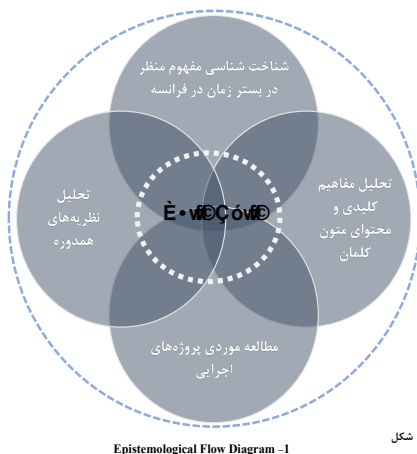 شناخت شناسی مفهوم منظر
در بستر زمان در فرانسه
تحلیل
نظریه‌های
همدوره
تحلیل مفاهیم
کلیدی و
محتوای متون
کلمان
مطالعه موردی پروژه‌های
اجرایی
شکل
Epistemological Flow Diagram -1